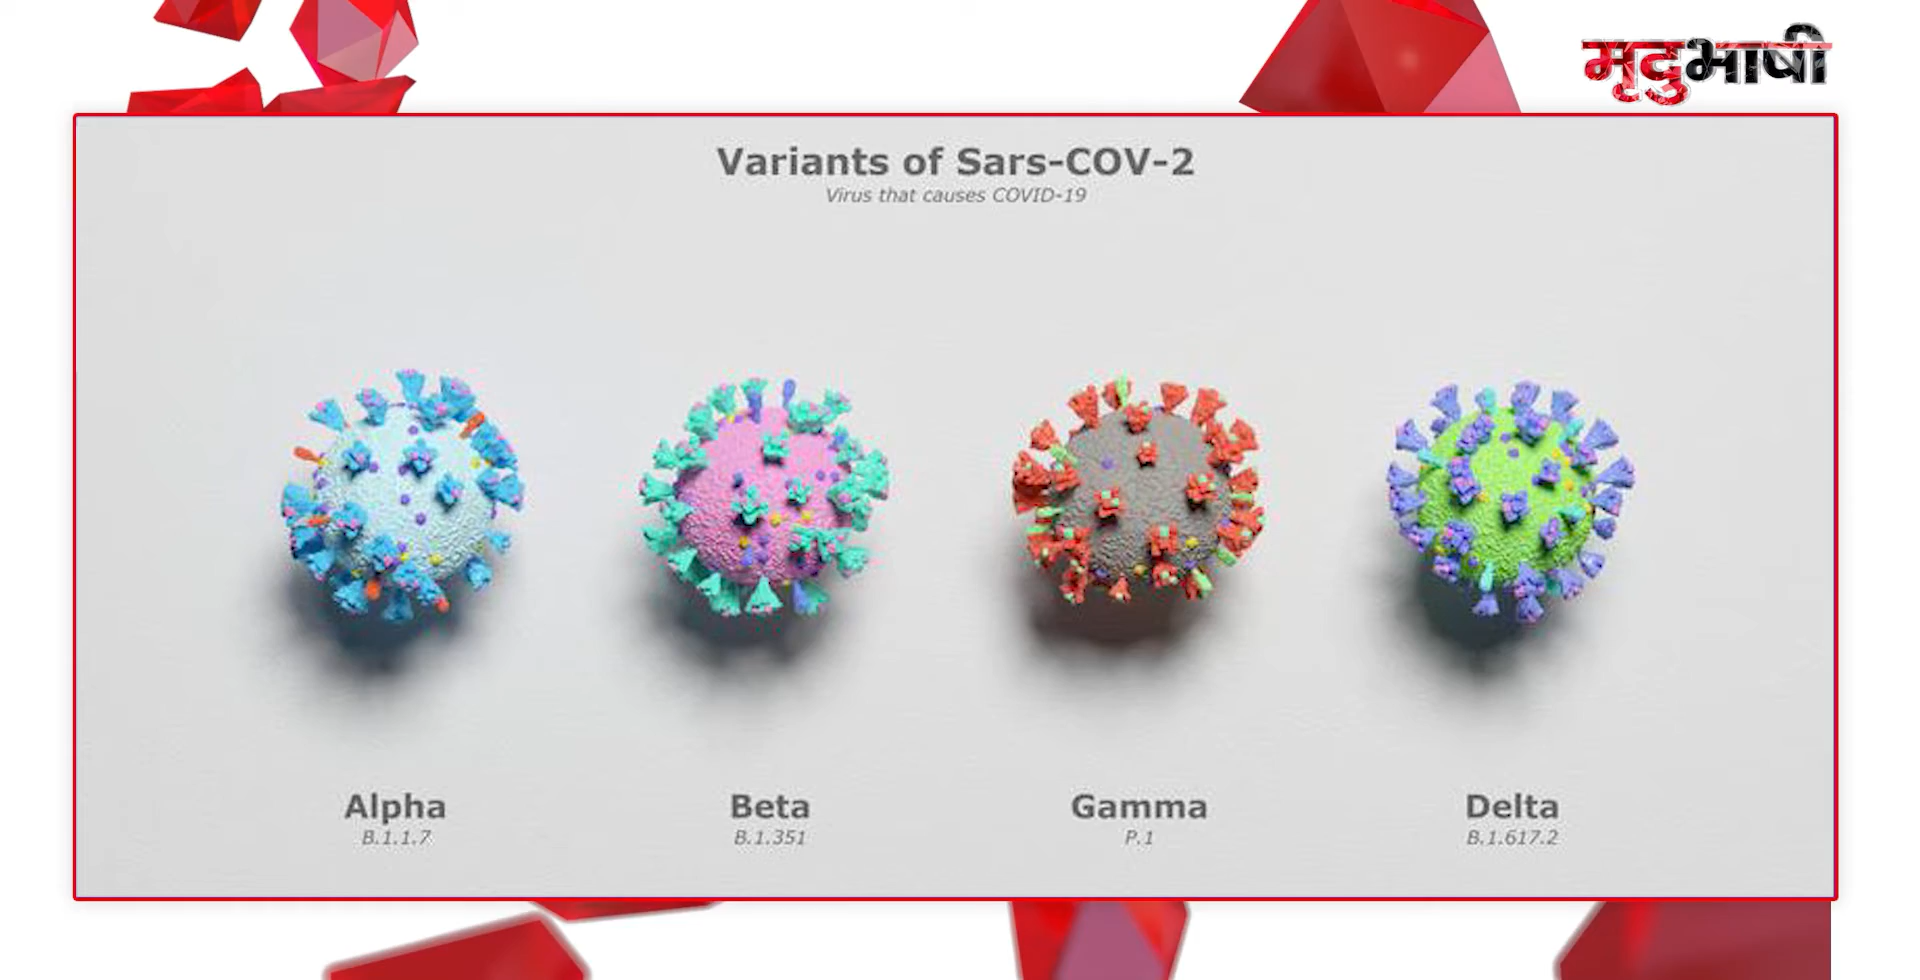 मृदुभाषी
Variants of Sars-COV-2
Virus that causes COVID-19
Alpha
B.1.1.7
Beta
B.1.351
Gamma
P.1
Delta
B.1.617.2